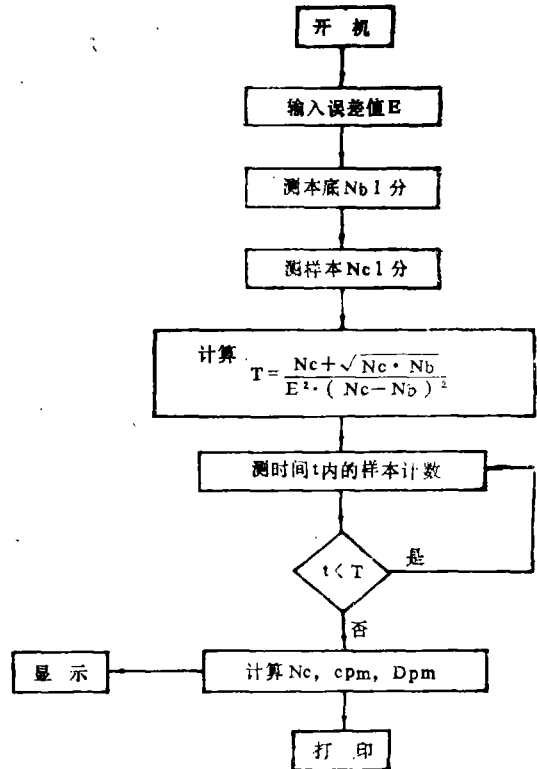 开 机
输入误差值E
测本底Nb1分
测样本Nc1分
计算
T=\frac{Nc+\sqrt{Nc·Nb}}{E²·(Nc-Nb)²}
测时间t内的样本计数
t<T
是
否
显 示
计算Nc, cpm, Dpm
打 印